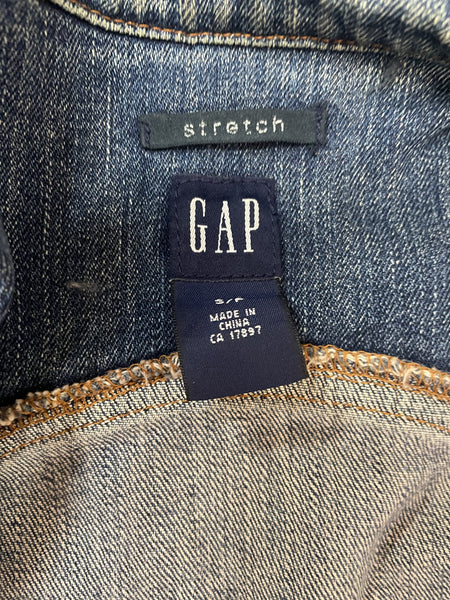 stretch
GAP
S/P
MADE IN
CHINA
CA 17897